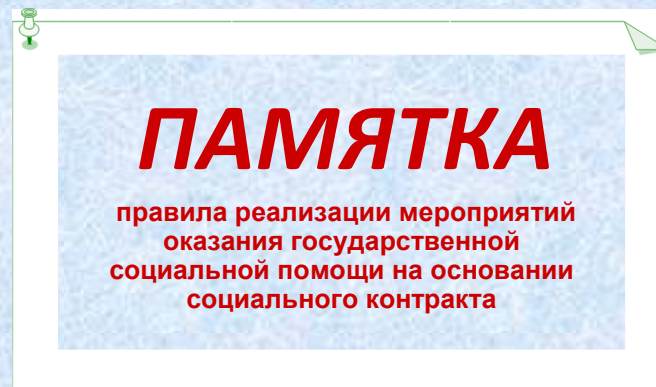 ПАМЯТКА
правила реализации мероприятий
оказания государственной
социальной помощи на основании
социального контракта